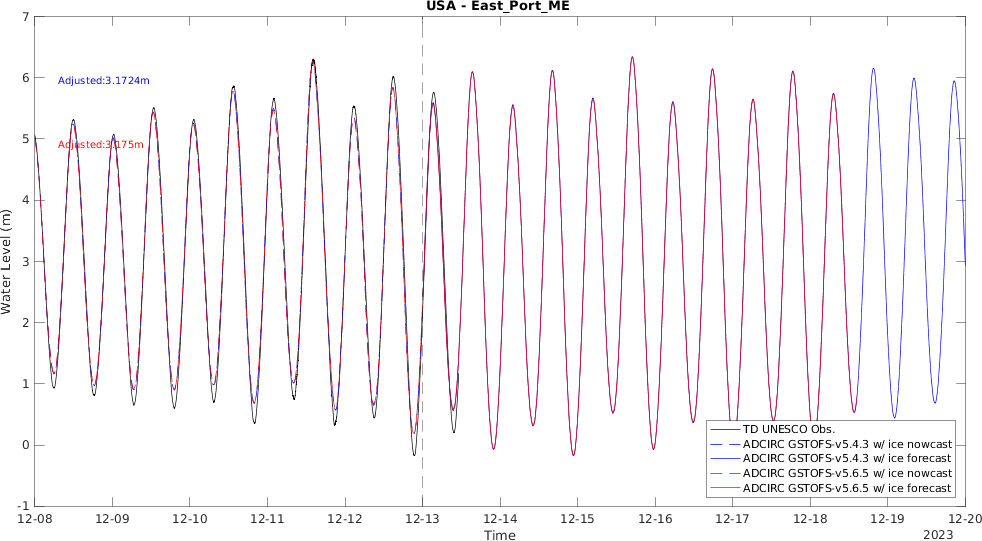 USA - East_Port_ME
7
6
5
4
3
2
1
0
-1
Water Level (m)
Adjusted:3.1724m
Adjusted:3.175m
TD UNESCO Obs.
ADCIRC GSTOFS-v5.4.3 w/ ice nowcast
ADCIRC GSTOFS-v5.4.3 w/ ice forecast
ADCIRC GSTOFS-v5.6.5 w/ ice nowcast
ADCIRC GSTOFS-v5.6.5 w/ ice forecast
12-08 12-09 12-10 12-11 12-12 12-13 12-14 12-15 12-16 12-17 12-18 12-19 12-20
Time
2023